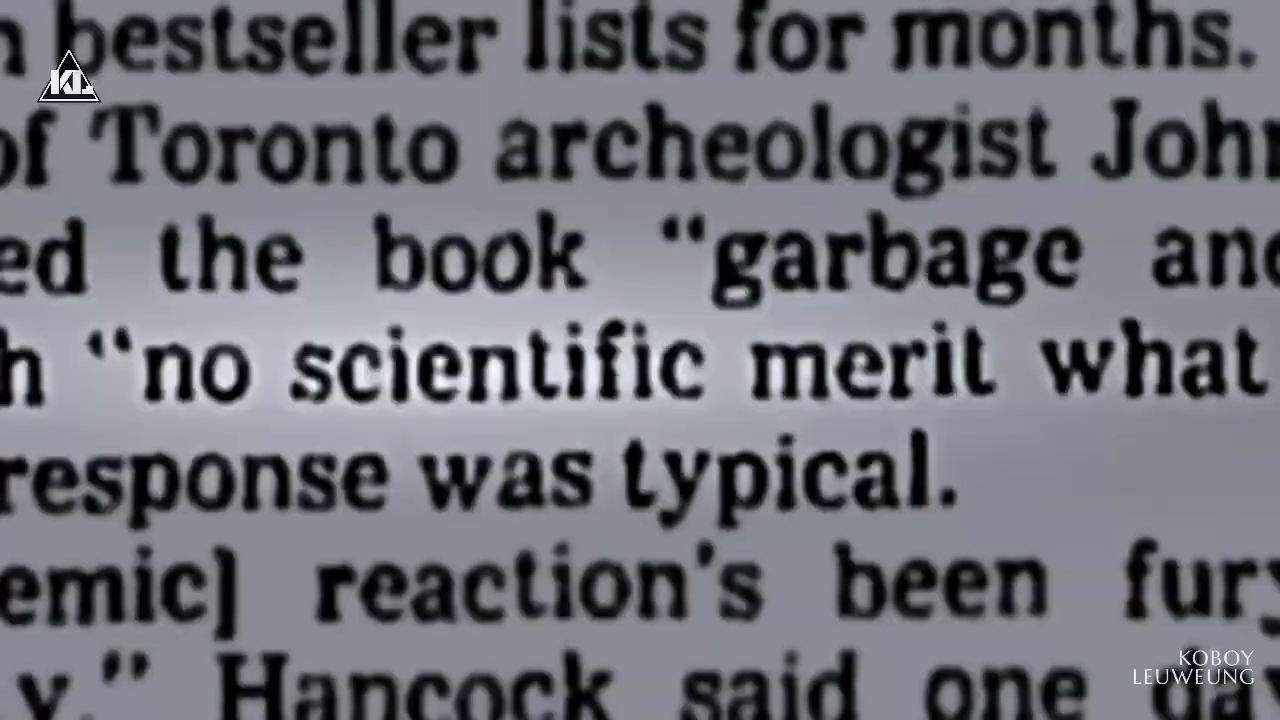 n bestseller lists for months.
KL
of Toronto archeologist John
ed the book “garbage and
h “no scientific merit what
response was typical.
emic] reaction's been fury
y." Hancock said one day
KOBOY
LEUWEUNG